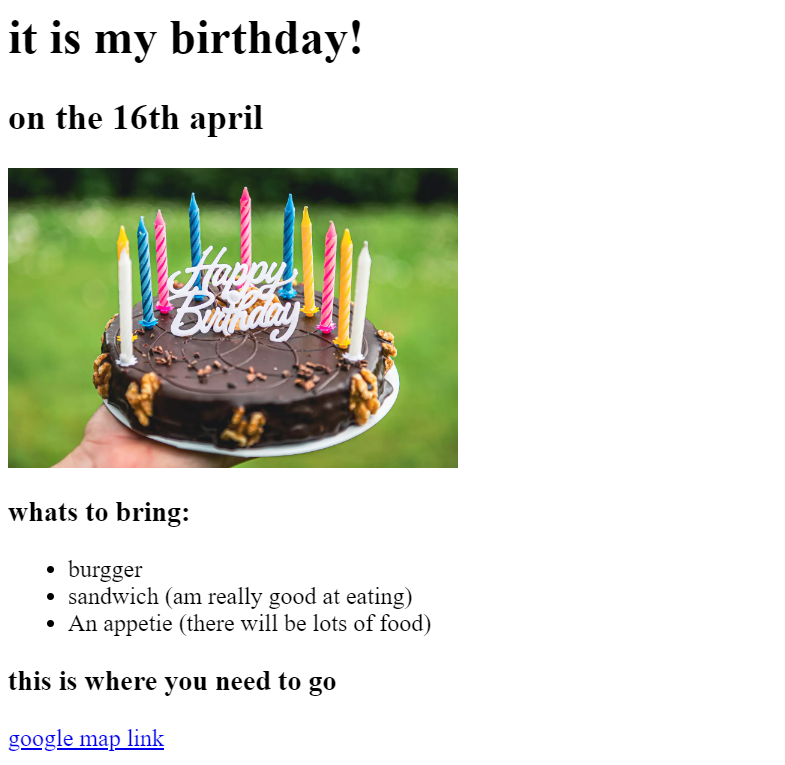 it is my birthday!
on the 16th april
Happy
Birthday
whats to bring:
burgger
sandwich (am really good at eating)
An appetie (there will be lots of food)
this is where you need to go
google map link